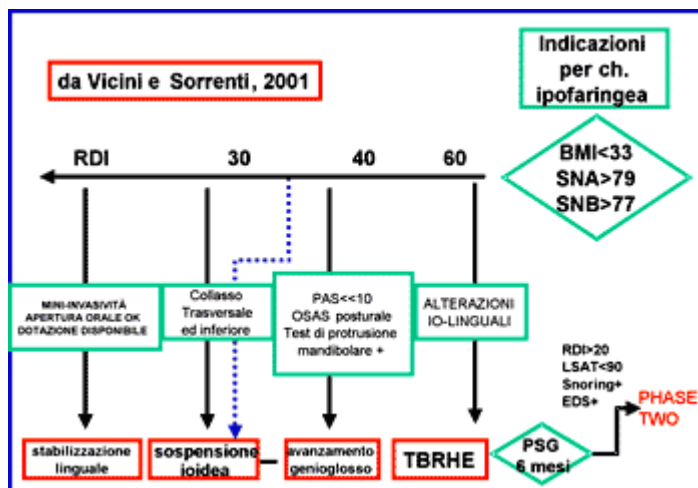 Indicazioni
per ch.
ipofaringea
da Vicini e Sorrenti, 2001
BMI<33
SNA>79
SNB>77
RDI 30 40 60
MINI-INVASIVITÀ
APERTURA ORALE OK
DOTAZIONE DISPONIBILE
Collasso
Trasversale
ed inferiore
PAS<<10
OSAS posturale
Test di protrusione
mandibolare +
ALTERAZIONI
IO-LINGUALI
RDI>20
LSAT<90
Snoring+
EDS+
PHASE
TWO
stabilizzazione
linguale
sospensione
ioidea
avanzamento
genioglosso
TBRHE
PSG
6 mesi